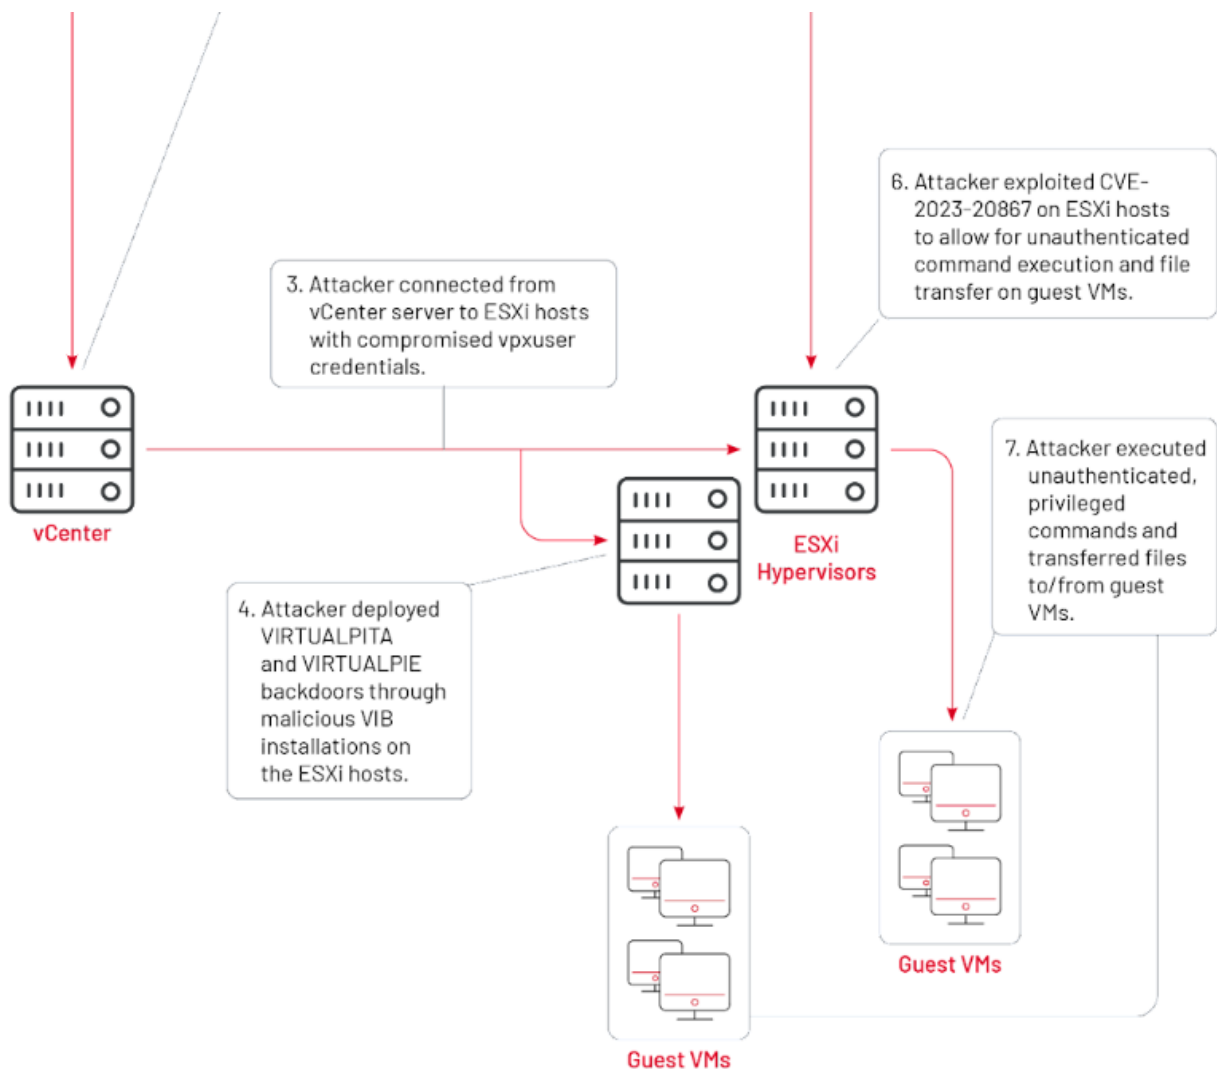 3. Attacker connected from
vCenter server to ESXi hosts
with compromised vpxuser
credentials.
6. Attacker exploited CVE-
2023-20867 on ESXi hosts
to allow for unauthenticated
command execution and file
transfer on guest VMs.
vCenter
ESXi
Hypervisors
4. Attacker deployed
VIRTUALPITA
and VIRTUALPIE
backdoors through
malicious VIB
installations on
the ESXi hosts.
7. Attacker executed
unauthenticated,
privileged
commands and
transferred files
to/from guest
VMs.
Guest VMs
Guest VMs